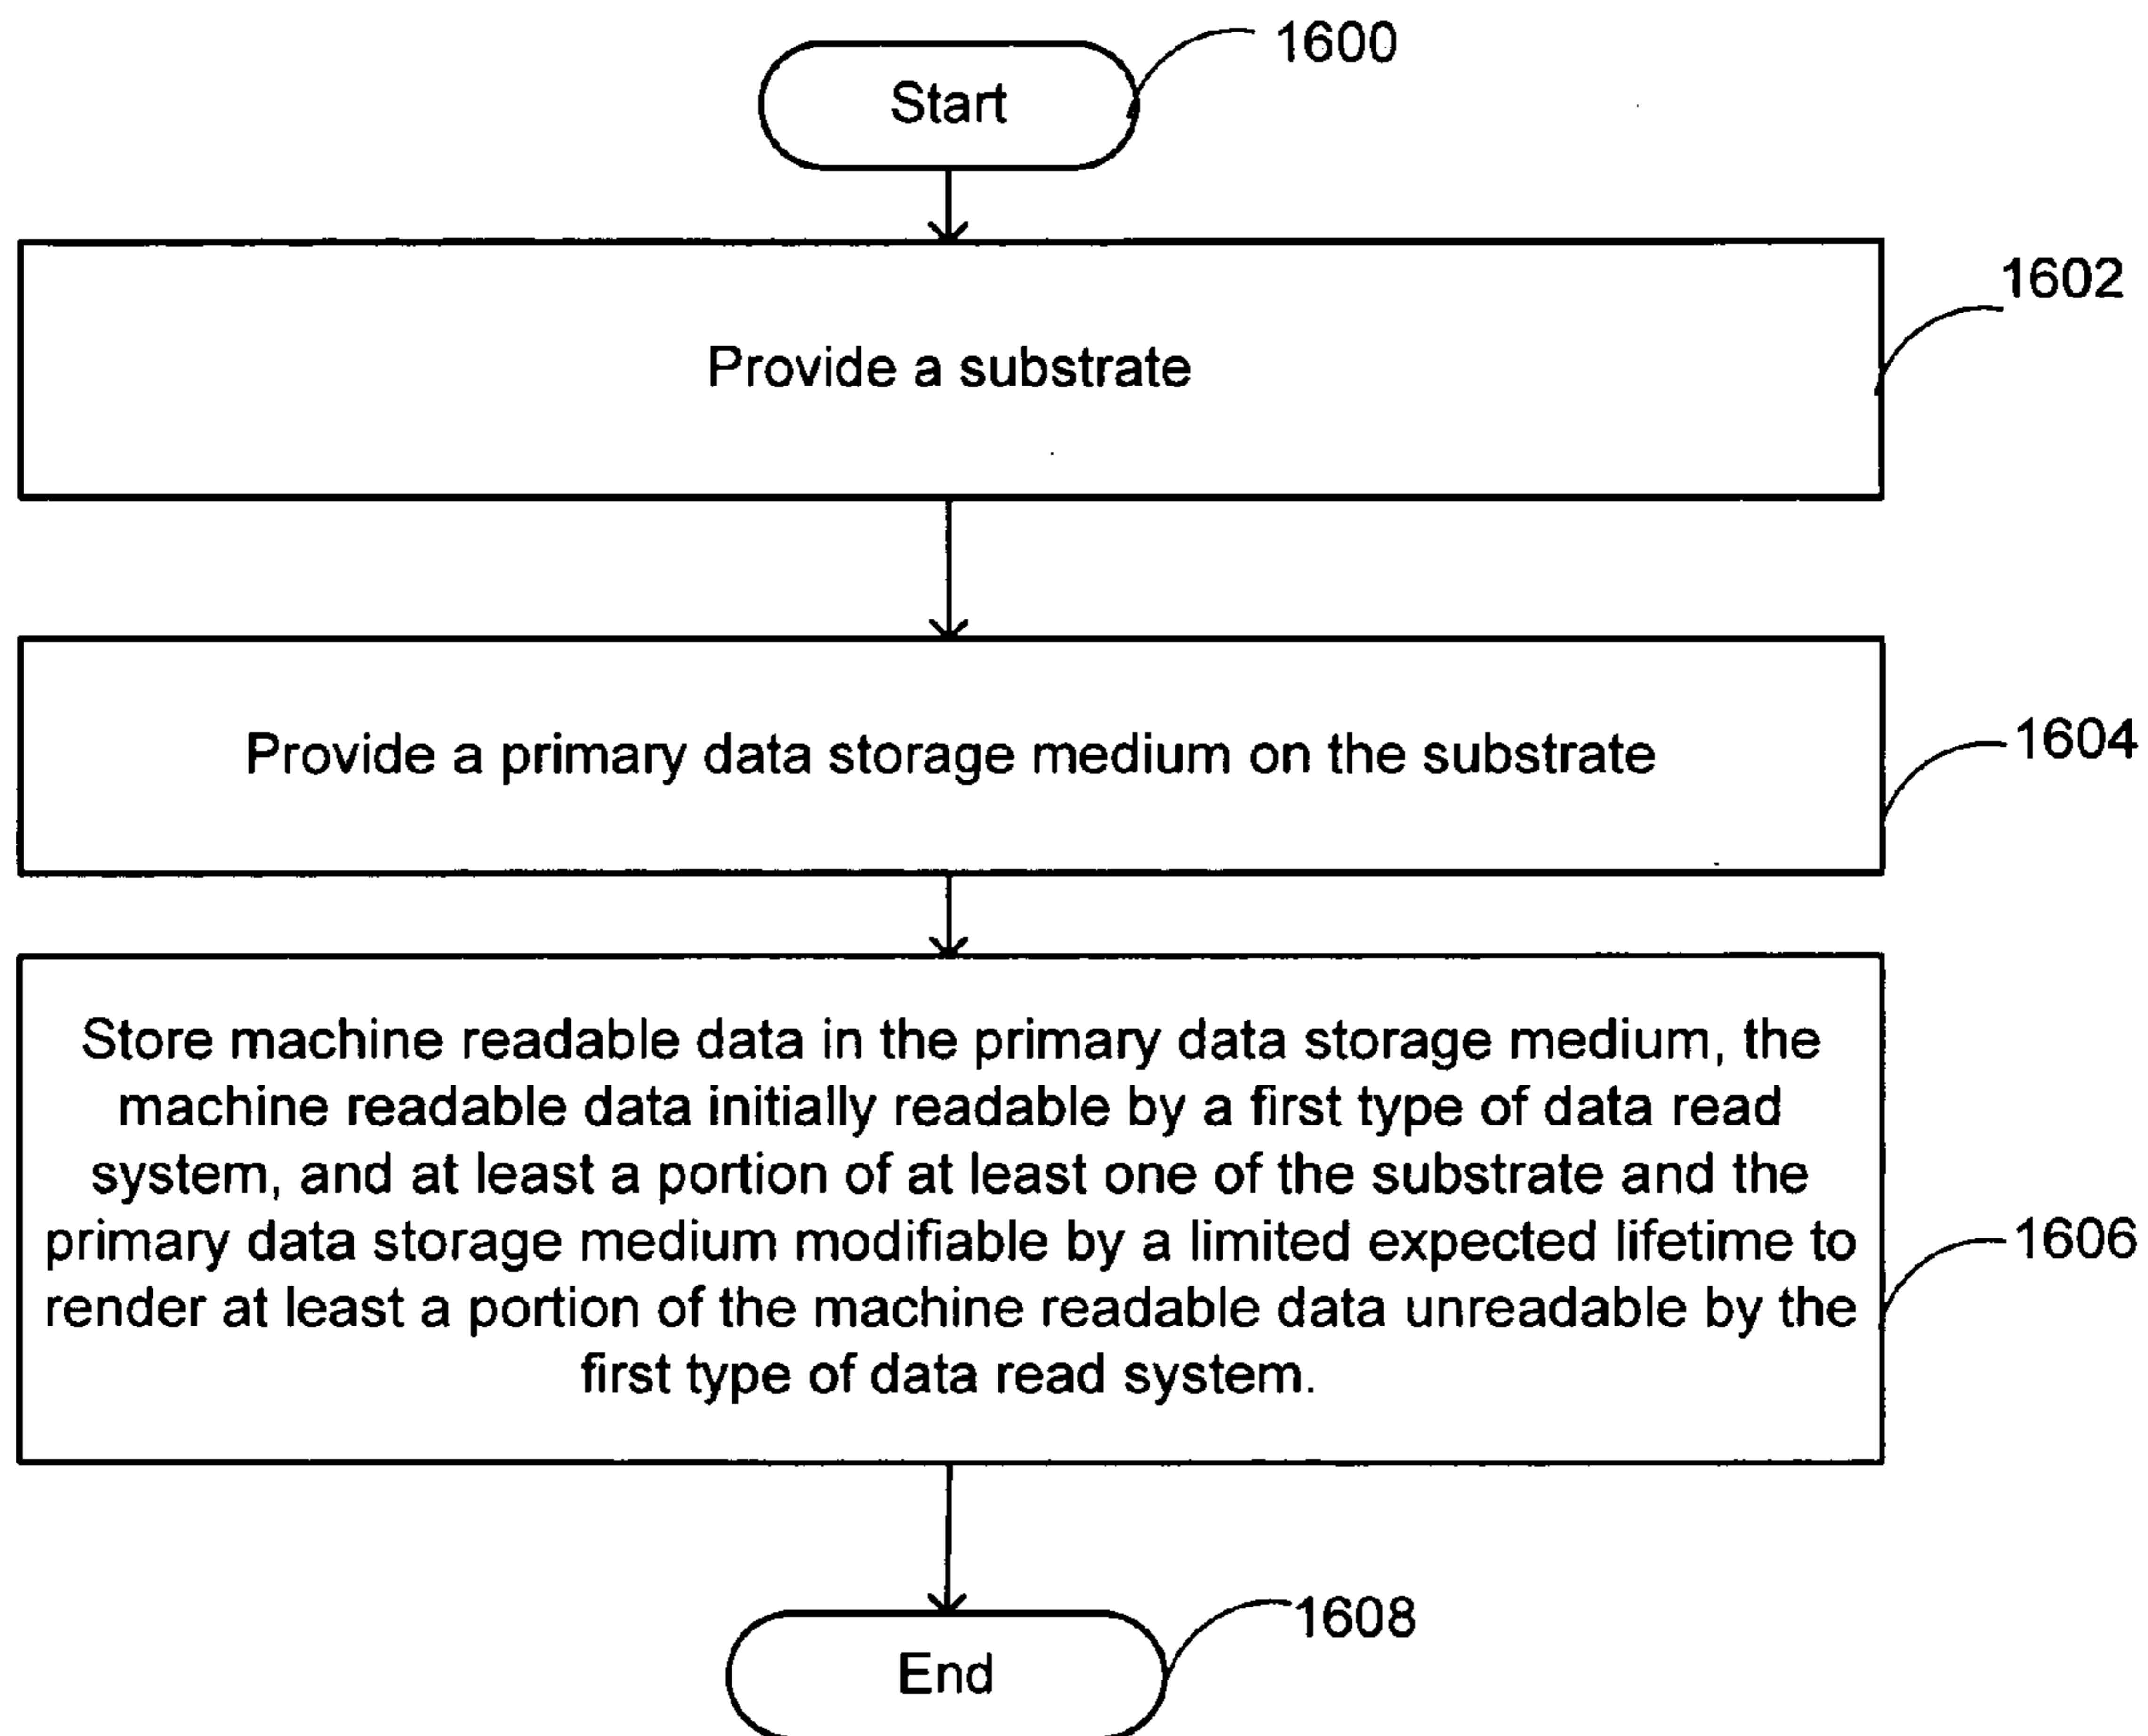 1600
Start
1602
Provide a substrate
1604
Provide a primary data storage medium on the substrate
Store machine readable data in the primary data storage medium, the
machine readable data initially readable by a first type of data read
system, and at least a portion of at least one of the substrate and the
primary data storage medium modifiable by a limited expected lifetime to
render at least a portion of the machine readable data unreadable by the
first type of data read system.
1606
1608
End